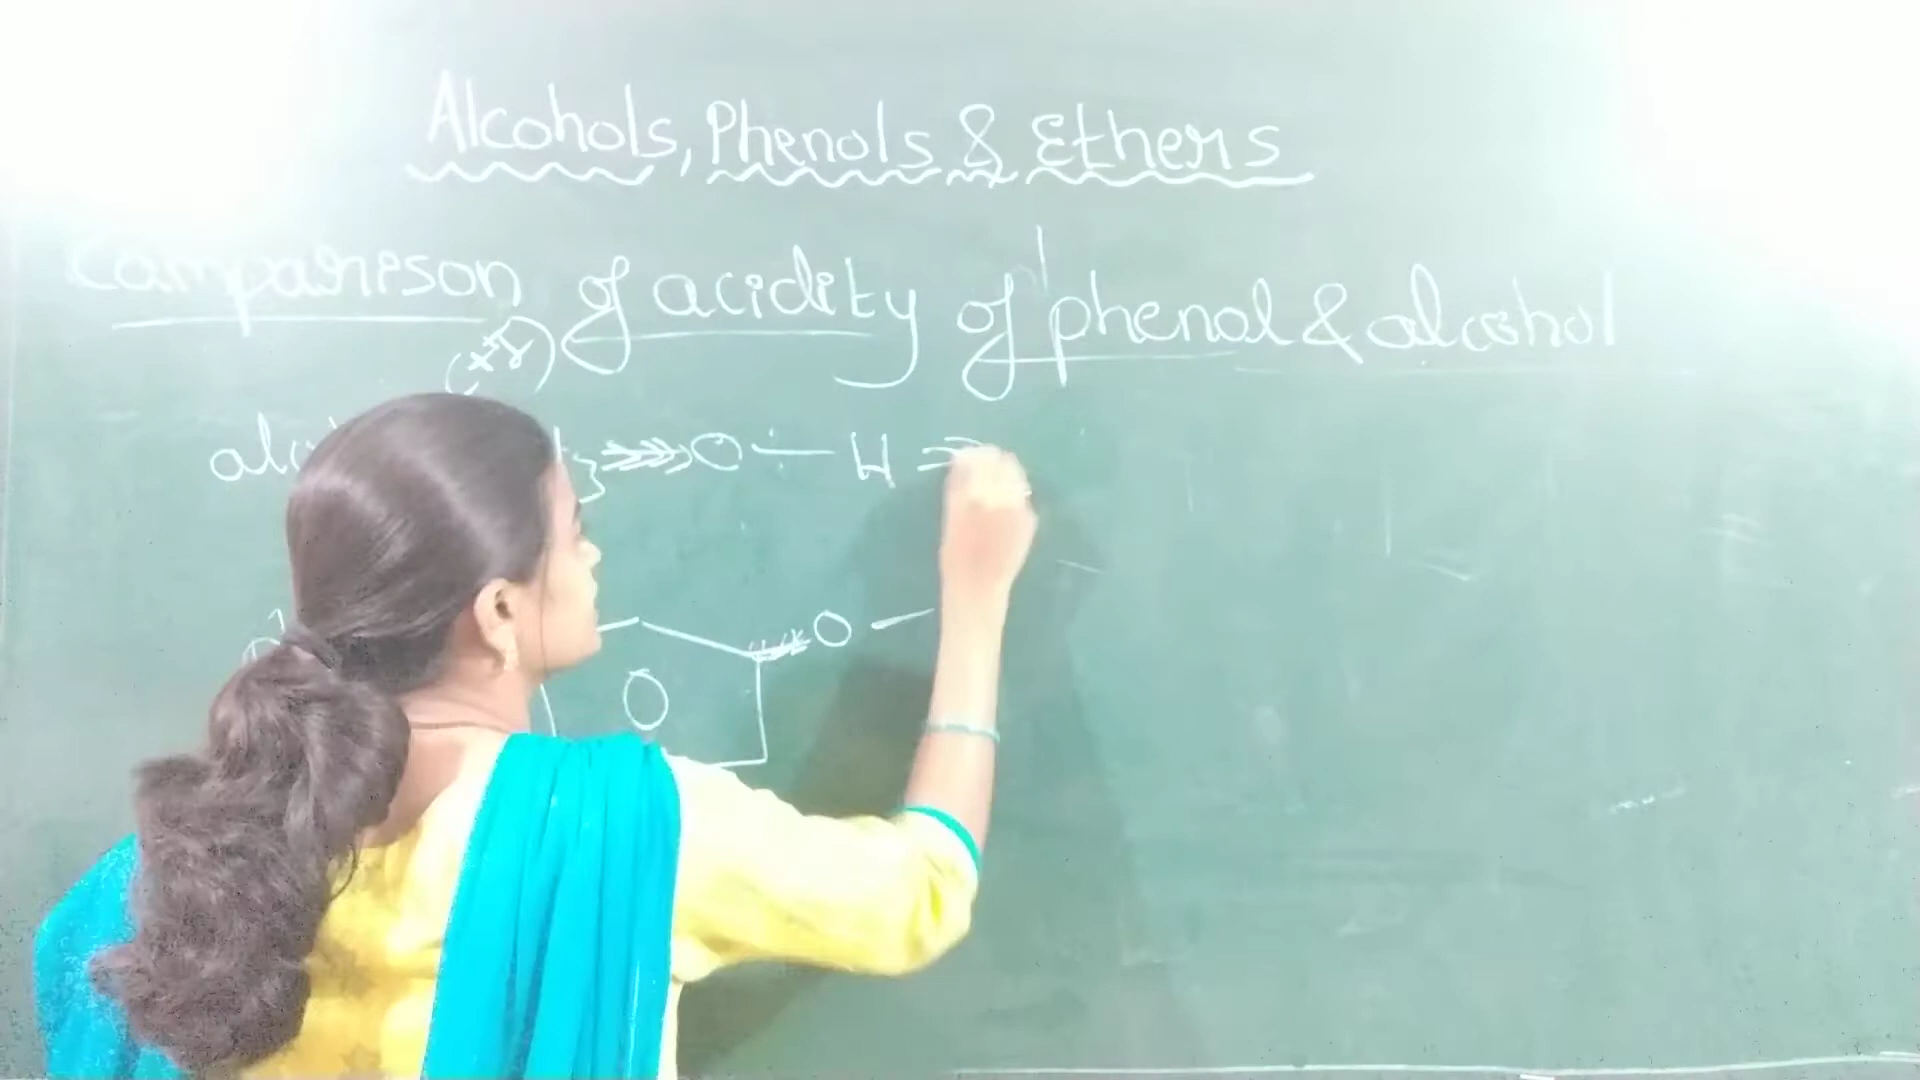 Alcohols, Phenols & Ethers
Comparison of acidity of phenol & alcohol
O — H
O —
O